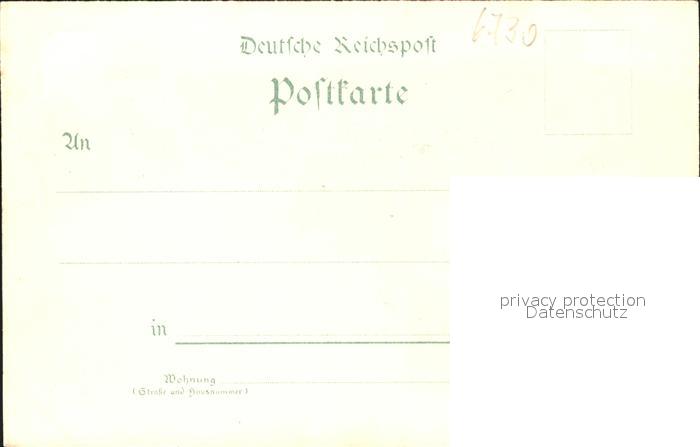 6730
Deutsche Reichspost
Postkarte
An
in
Wohnung
(Straße und Hausnummer)
privacy protection
Datenschutz